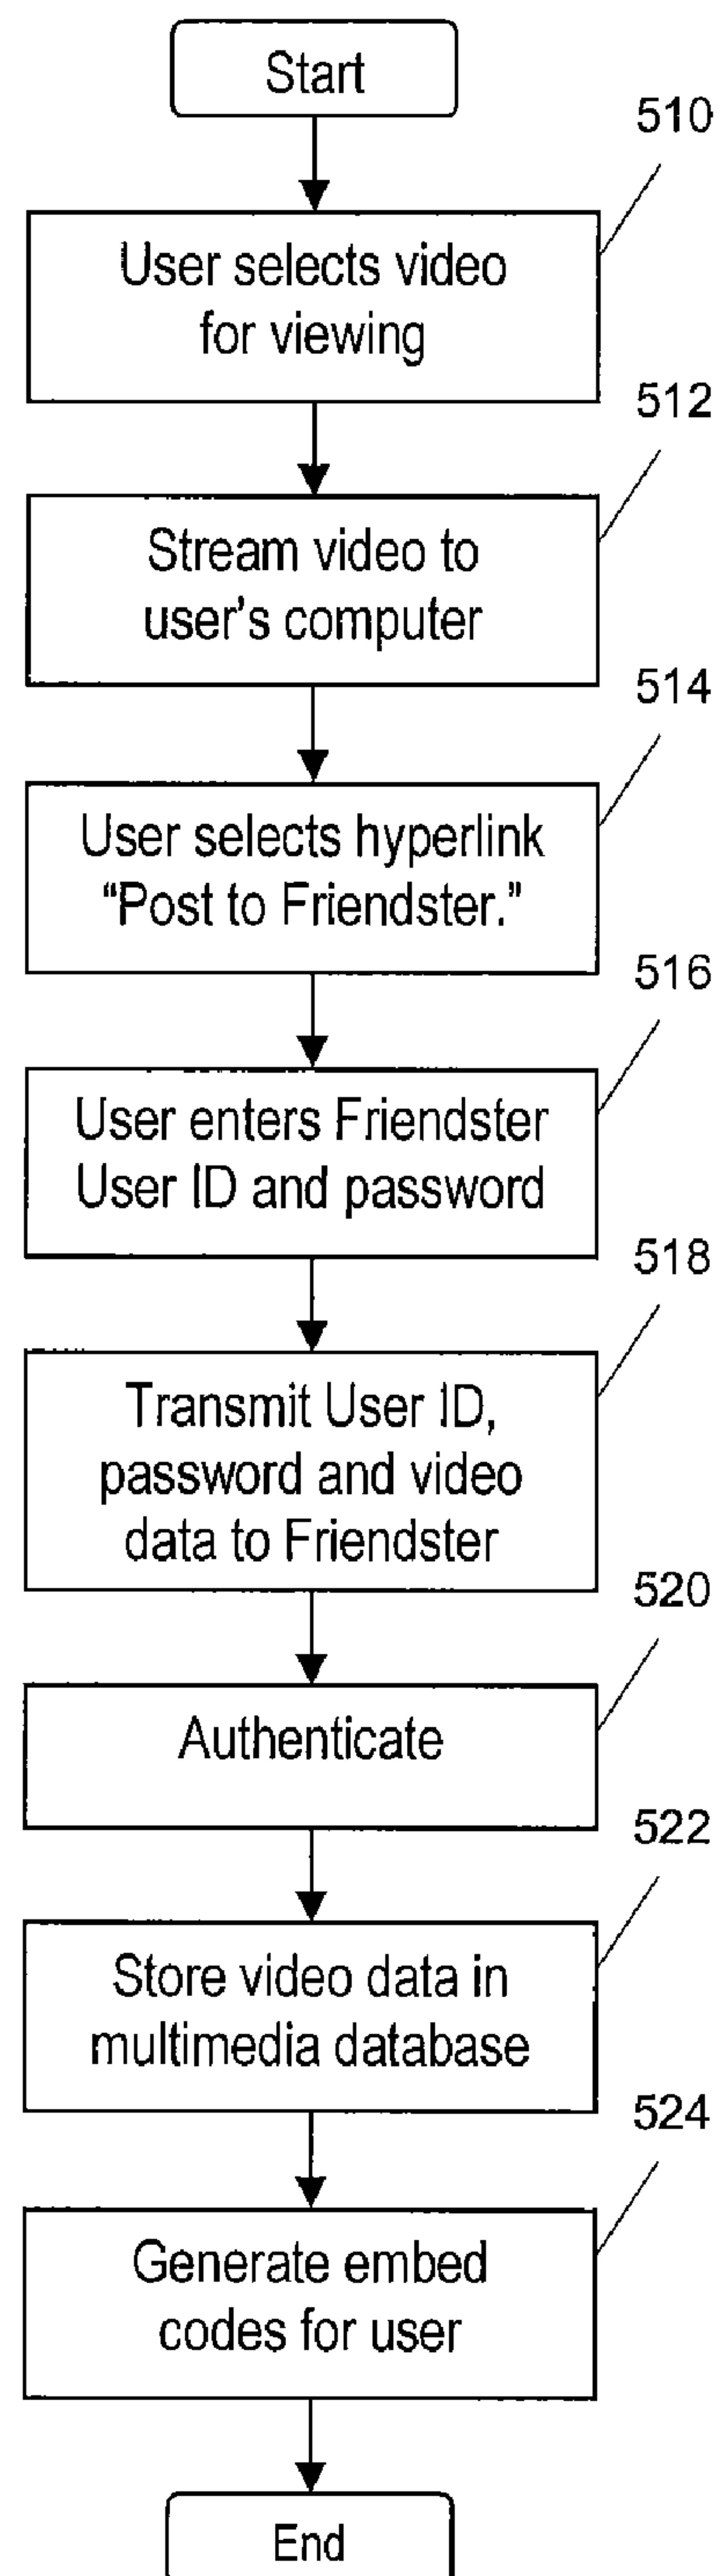 Start
510
User selects video
for viewing
512
Stream video to
user's computer
514
User selects hyperlink
“Post to Friendster.”
516
User enters Friendster
User ID and password
518
Transmit User ID,
password and video
data to Friendster
520
Authenticate
522
Store video data in
multimedia database
524
Generate embed
codes for user
End